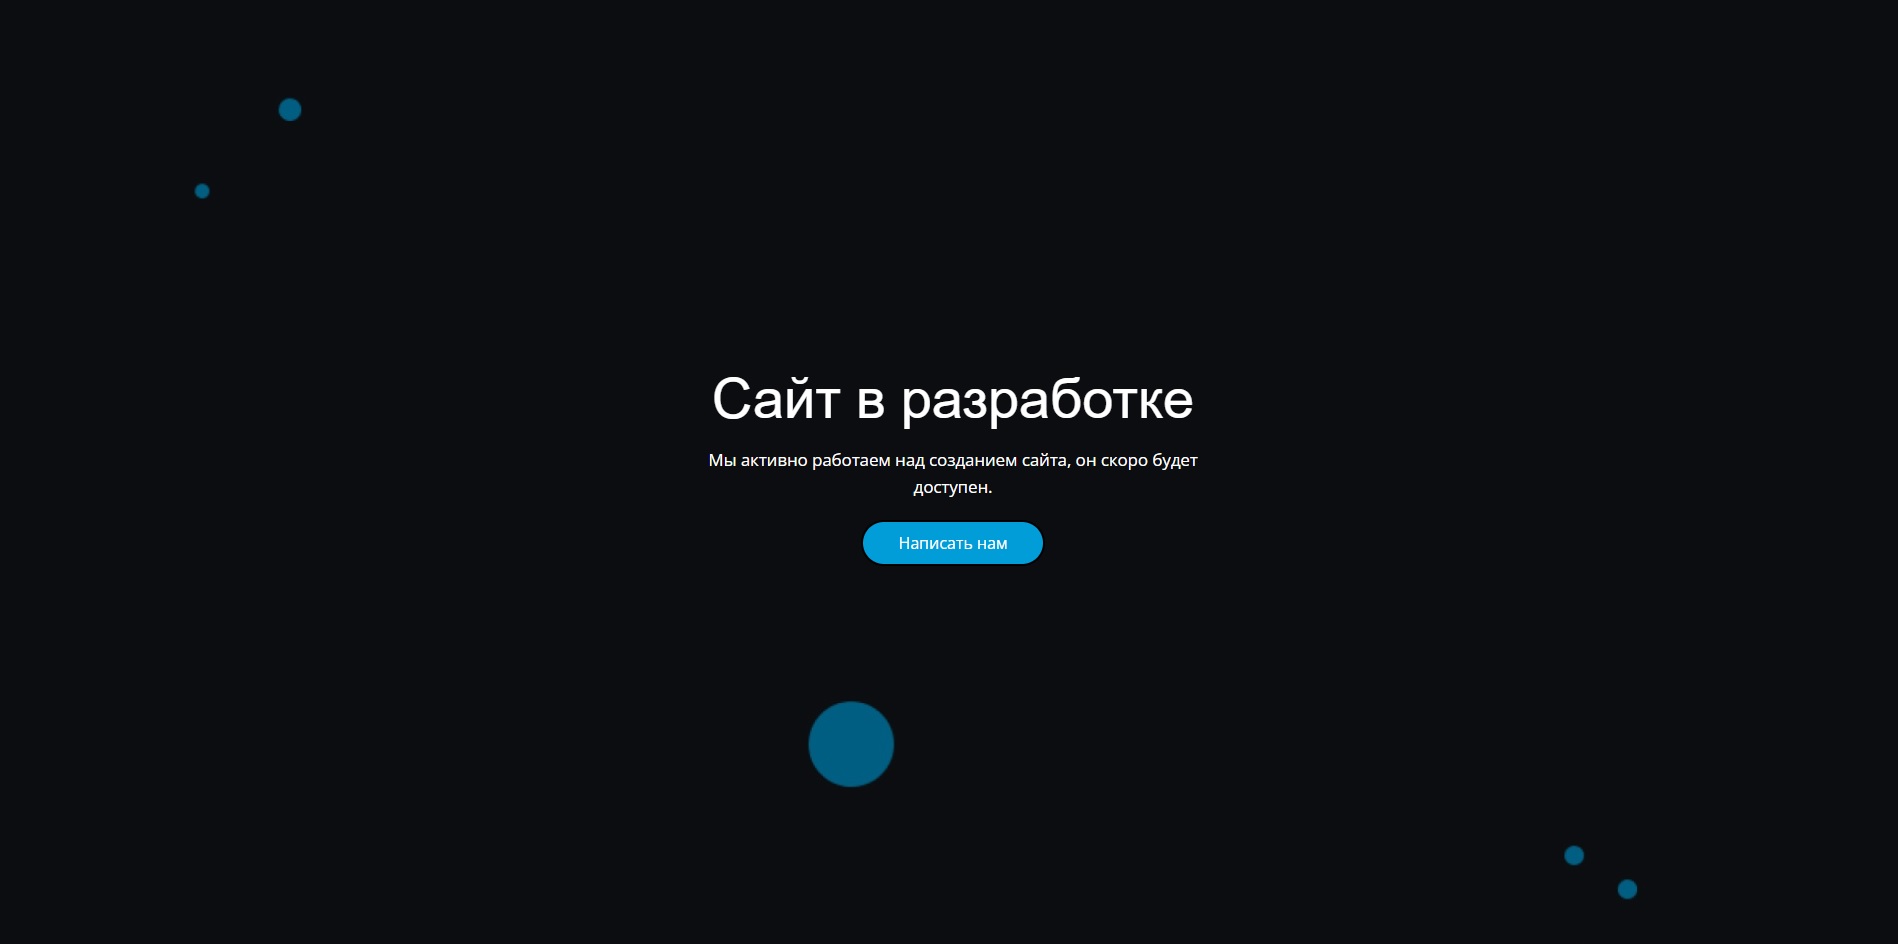 Сайт в разработке
Мы активно работаем над созданием сайта, он скоро будет
доступен.
Написать нам